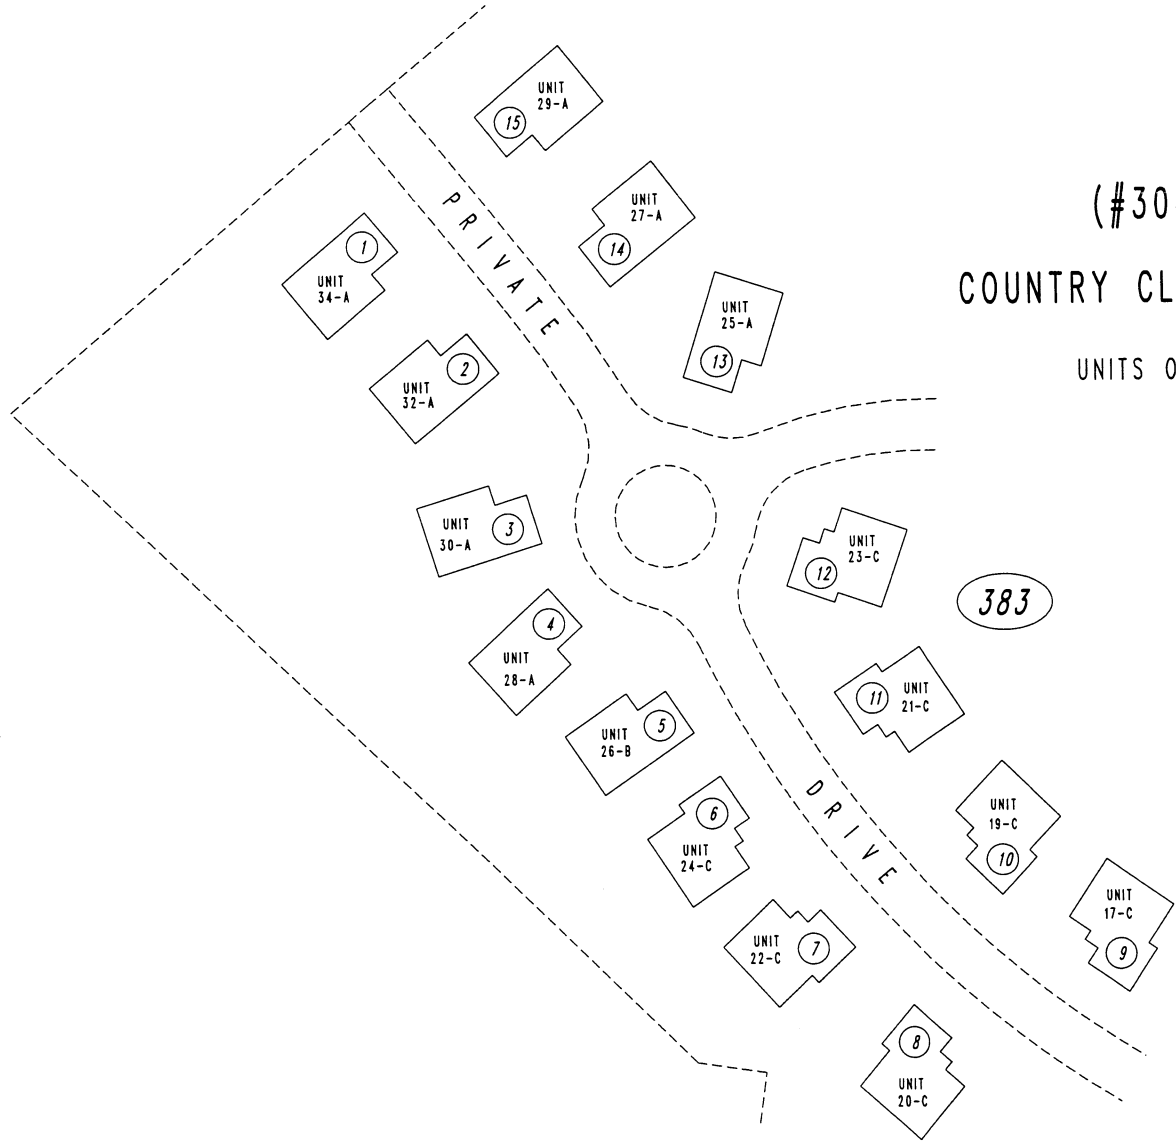 UNIT
29-A
15
UNIT
27-A
14
(#30
1
UNIT
34-A
PRIVATE
COUNTRY CL
UNIT
25-A
13
UNITS
2
UNIT
32-A
UNIT
30-A
3
UNIT
23-C
12
383
4
UNIT
28-A
UNIT
21-C
11
5
UNIT
26-B
6
UNIT
24-C
DRIVE
UNIT
19-C
10
UNIT
17-C
9
UNIT
22-C
7
8
UNIT
20-C